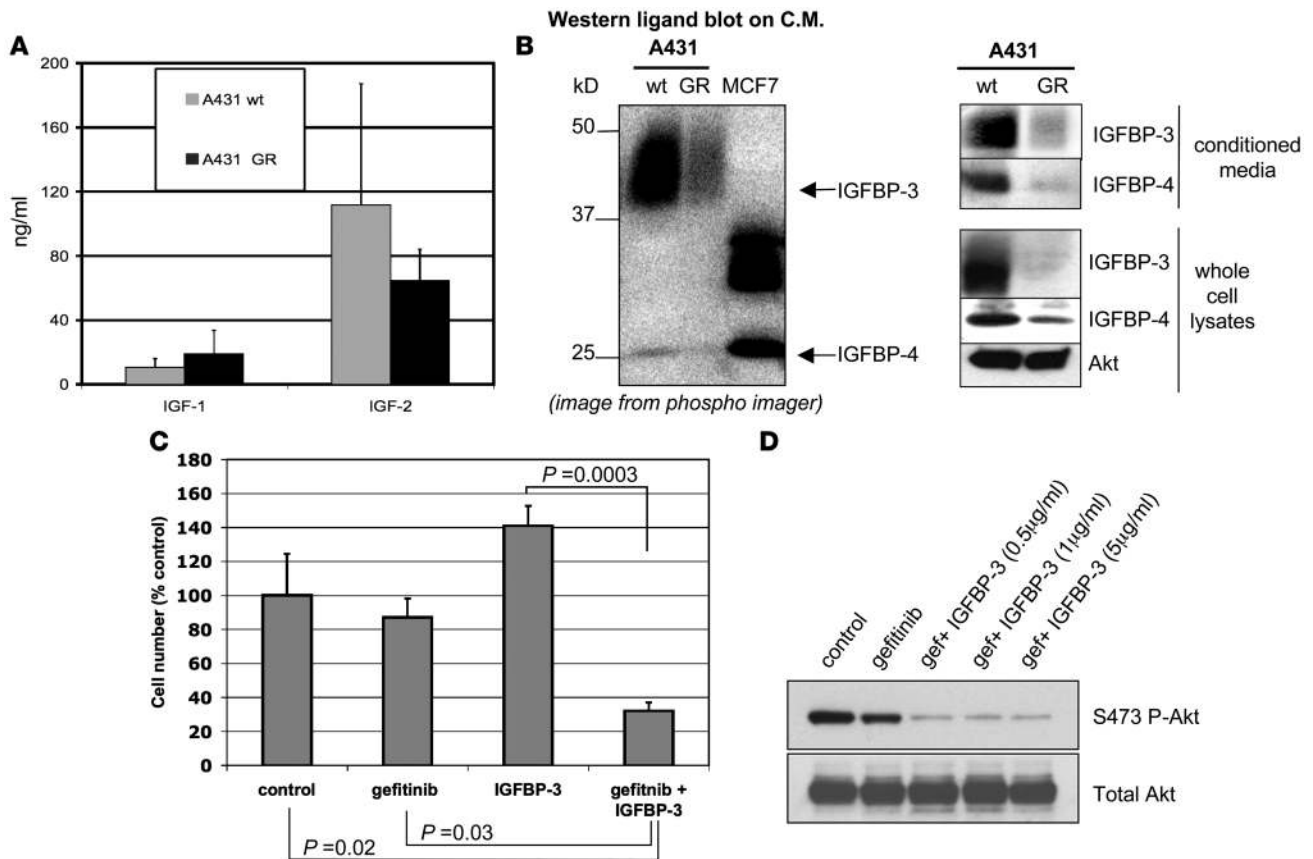 A
200
160
120
80
40
0
ng/ml
A431 wt
A431 GR
IGF-1
IGF-2
Western ligand blot on C.M.
B
A431
kD
wt GR MCF7
50
37
25
IGFBP-3
IGFBP-4
(image from phospho imager)
A431
wt GR
IGFBP-3
IGFBP-4
conditioned
media
IGFBP-3
IGFBP-4
Akt
whole
cell
lysates
C
180
160
140
120
100
80
60
40
20
0
Cell number (% control)
P =0.0003
control
gefitinib
IGFBP-3
gefitnib +
IGFBP-3
P =0.03
P =0.02
D
control
gefitinib
gef+ IGFBP-3 (0.5µg/ml)
gef+ IGFBP-3 (1µg/ml)
gef+ IGFBP-3 (5µg/ml)
S473 P-Akt
Total Akt